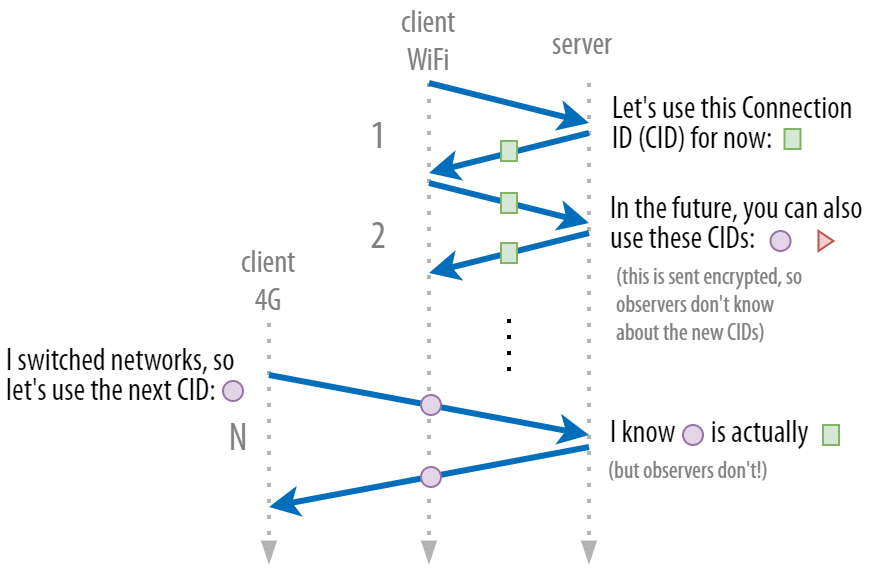 client
WiFi
server
1
Let's use this Connection
ID (CID) for now:
2
In the future, you can also
use these CIDs:
(this is sent encrypted, so
observers don't know
about the new CIDs)
client
4G
I switched networks, so
let's use the next CID:
N
I know is actually
(but observers don't!)